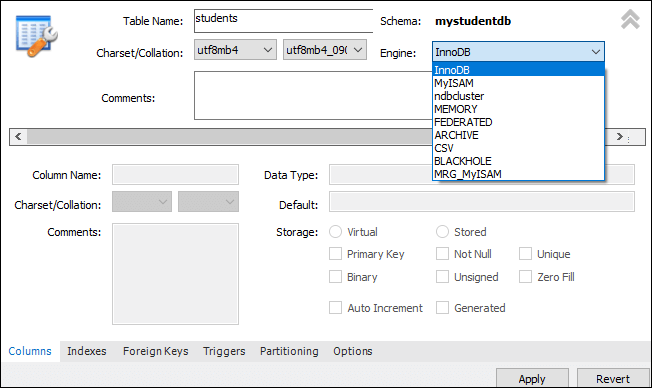 Table Name: students Schema: mystudentdb
Charset/Collation: utf8mb4 utf8mb4_090 Engine: InnoDB
InnoDB
MyISAM
ndbcluster
MEMORY
FEDERATED
ARCHIVE
CSV
BLACKHOLE
MRG_MyISAM
Comments:
Column Name: Data Type:
Charset/Collation: Default:
Comments: Storage: Virtual Stored
Primary Key Not Null Unique
Binary Unsigned Zero Fill
Auto Increment Generated
Columns Indexes Foreign Keys Triggers Partitioning Options
Apply Revert